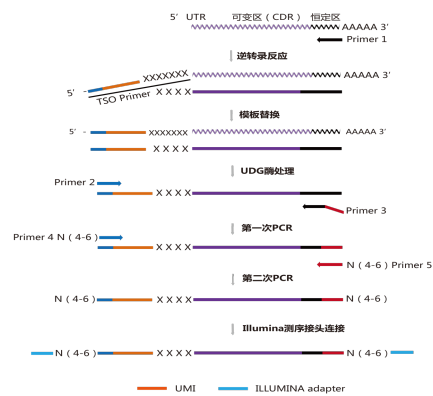 5’ UTR 可变区（CDR） 恒定区
AAAAA 3’
Primer 1
逆转录反应
XXXXXXX
AAAAA 3’
5’
TSO Primer
X X X X
模板替换
5’ XXXXXXX AAAAA 3’
X X X X
UDG酶处理
Primer 2
X X X X
Primer 3
第一次PCR
Primer 4 N（4-6）
X X X X
N（4-6）Primer 5
第二次PCR
N（4-6） X X X X N（4-6）
Illumina测序接头连接
N（4-6） X X X X N（4-6）
UMI ILLUMINA adapter